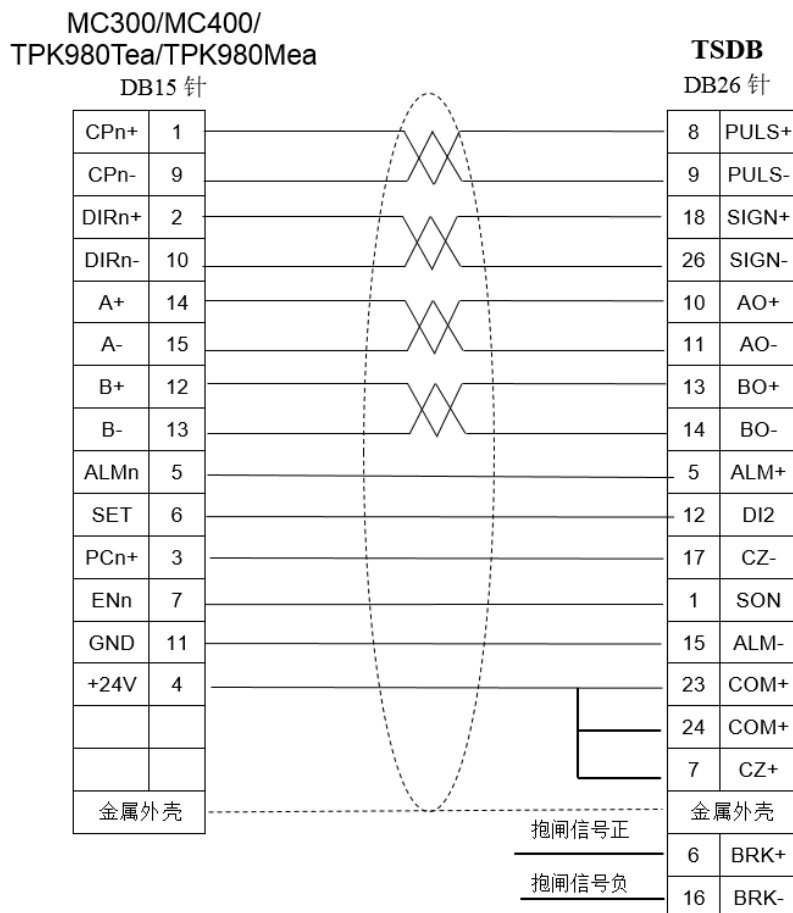 MC300/MC400/
TPK980Tea/TPK980Mea
DB15 针
TSDB
DB26 针
CPn+ 1 8 PULS+
CPn- 9 9 PULS-
DIRn+ 2 18 SIGN+
DIRn- 10 26 SIGN-
A+ 14 10 AO+
A- 15 11 AO-
B+ 12 13 BO+
B- 13 14 BO-
ALMn 5 5 ALM+
SET 6 12 DI2
PCn+ 3 17 CZ-
ENn 7 1 SON
GND 11 15 ALM-
+24V 4 23 COM+
24 COM+
7 CZ+
金属外壳 金属外壳
抱闸信号正 6 BRK+
抱闸信号负 16 BRK-